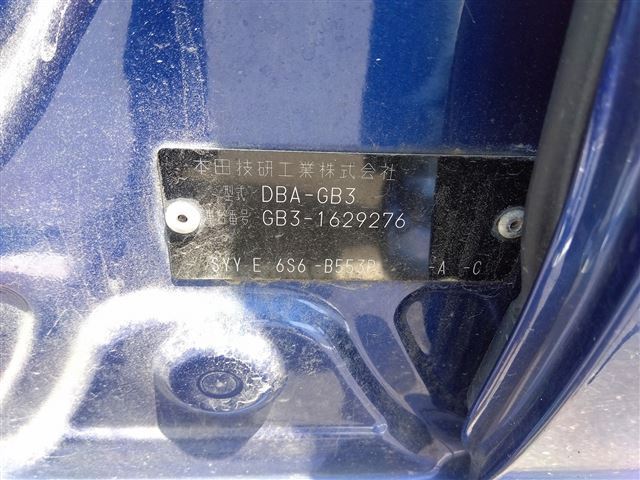 本田技研工業株式会社
型式 DBA-GB3
車台番号 GB3-1629276
SYY E 6S6 -B553P -A -C